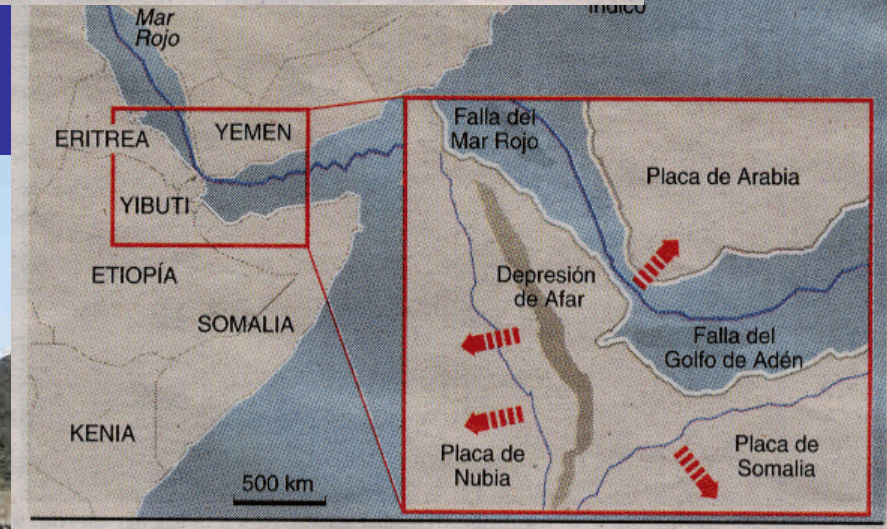 Índico
Mar
Rojo
ERITREA
YEMEN
YIBUTI
ETIOPÍA
SOMALIA
KENIA
500 km
Falla del
Mar Rojo
Placa de Arabia
Depresión
de Afar
Falla del
Golfo de Adén
Placa de
Nubia
Placa de
Somalia